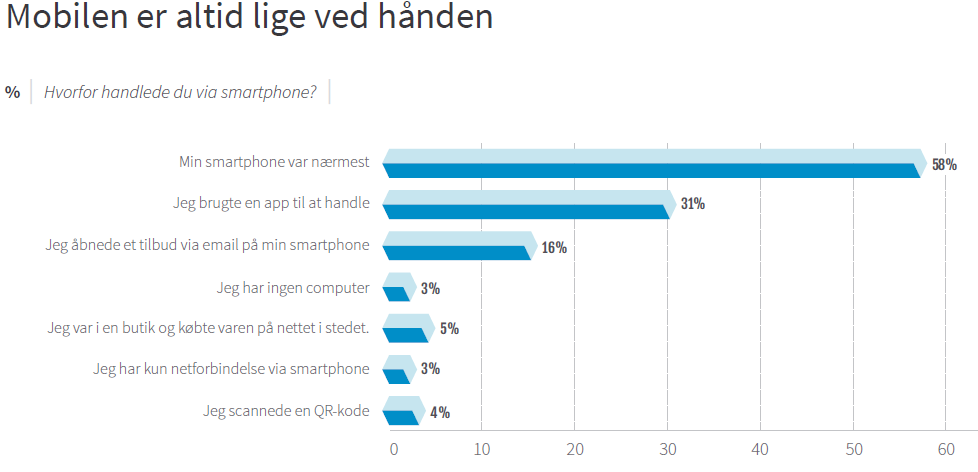 Mobilen er altid lige ved hånden
% Hvorfor handlede du via smartphone?
Min smartphone var nærmest 58%
Jeg brugte en app til at handle 31%
Jeg åbnede et tilbud via email på min smartphone 16%
Jeg har ingen computer 3%
Jeg var i en butik og købte varen på nettet i stedet. 5%
Jeg har kun netforbindelse via smartphone 3%
Jeg scannede en QR-kode 4%
0 10 20 30 40 50 60